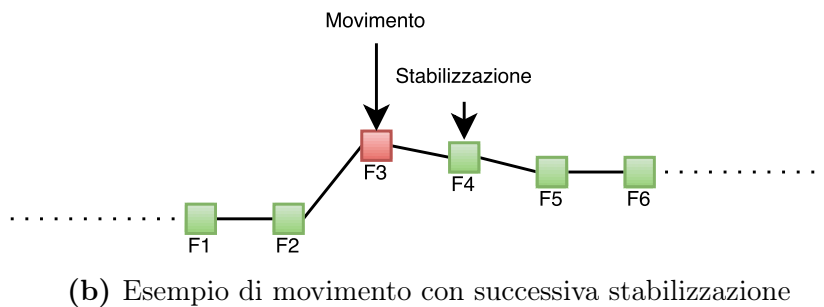 Movimento
Stabilizzazione
F3
F4
F5
F6
F1
F2
(b) Esempio di movimento con successiva stabilizzazione